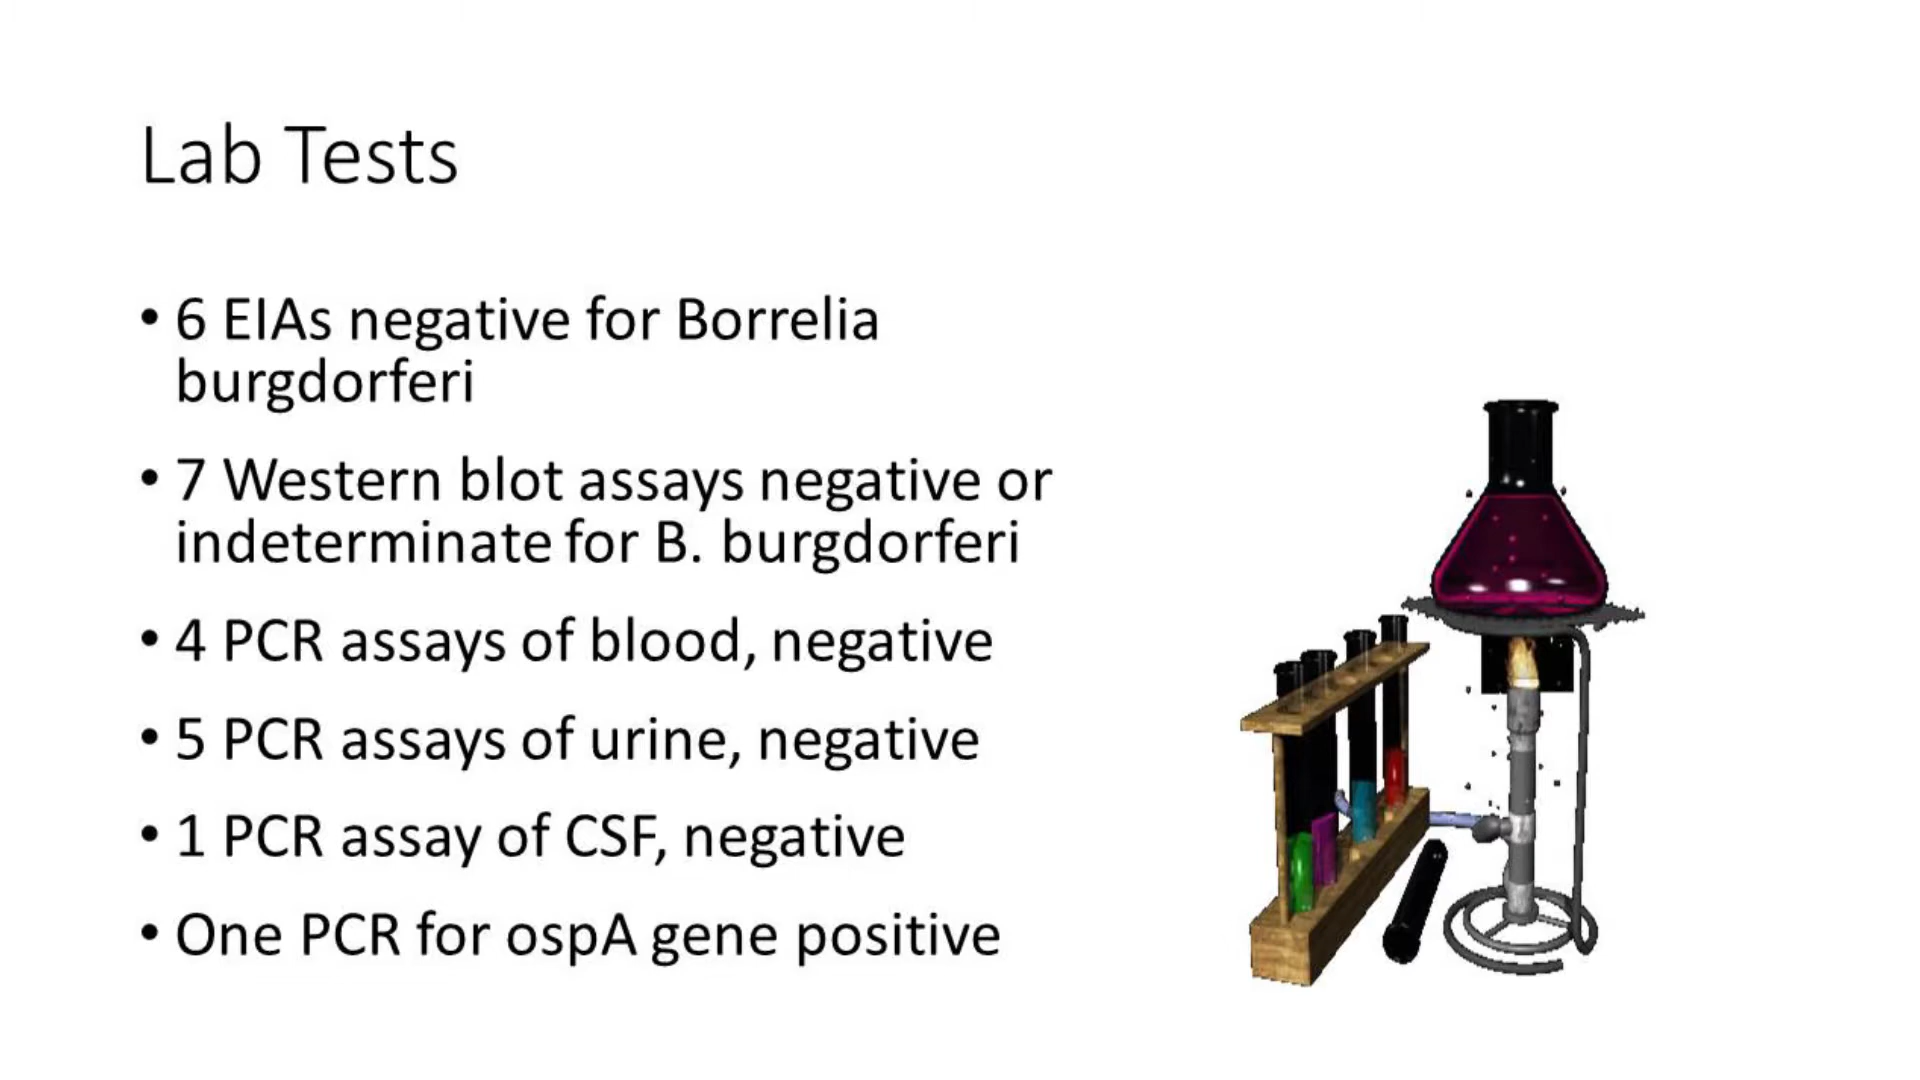 Lab Tests
• 6 EIAs negative for Borrelia
burgdorferi
• 7 Western blot assays negative or
indeterminate for B. burgdorferi
• 4 PCR assays of blood, negative
• 5 PCR assays of urine, negative
• 1 PCR assay of CSF, negative
• One PCR for ospA gene positive